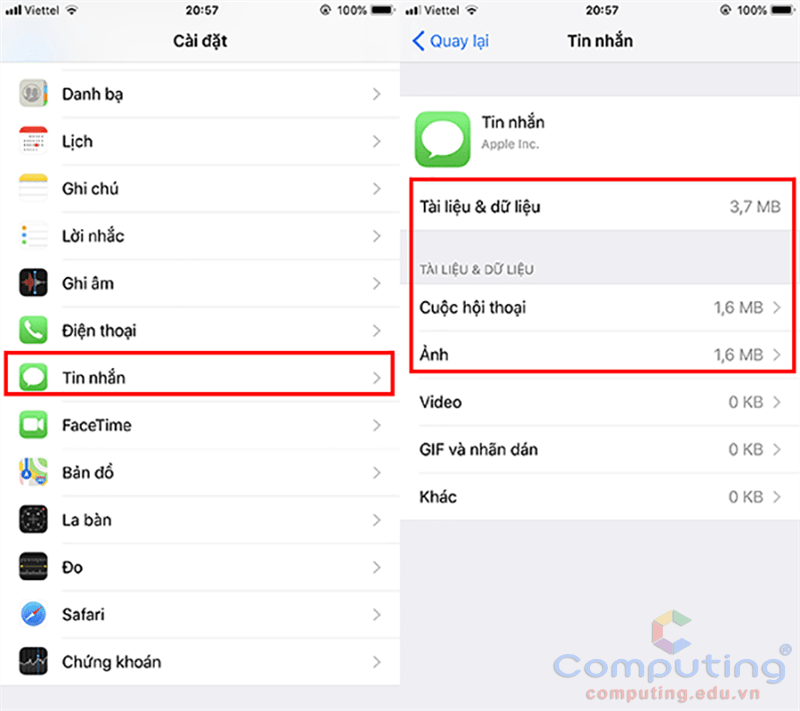 Viettel 20:57 100%
Cài đặt
Danh bạ
Lịch
Ghi chú
Lời nhắc
Ghi âm
Điện thoại
Tin nhắn
FaceTime
Bản đồ
La bàn
Đo
Safari
Chứng khoán
Viettel 20:57 100%
Quay lại Tin nhắn
Tin nhắn
Apple Inc.
Tài liệu & dữ liệu 3,7 MB
TÀI LIỆU & DỮ LIỆU
Cuộc hội thoại 1,6 MB
Ảnh 1,6 MB
Video 0 KB
GIF và nhãn dán 0 KB
Khác 0 KB
Computing®
computing.edu.vn